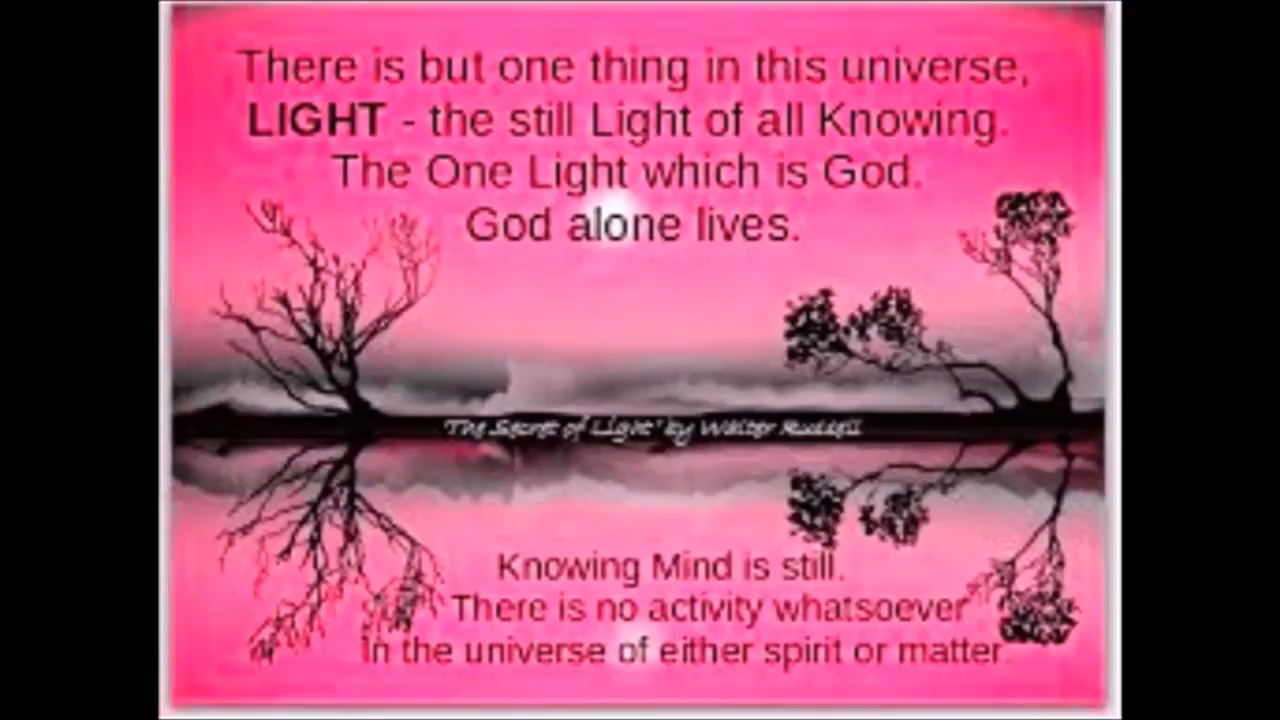 There is but one thing in this universe,
LIGHT - the still Light of all Knowing.
The One Light which is God.
God alone lives.
"The Secret of Light" by Walter Russell
Knowing Mind is still.
There is no activity whatsoever
in the universe of either spirit or matter.